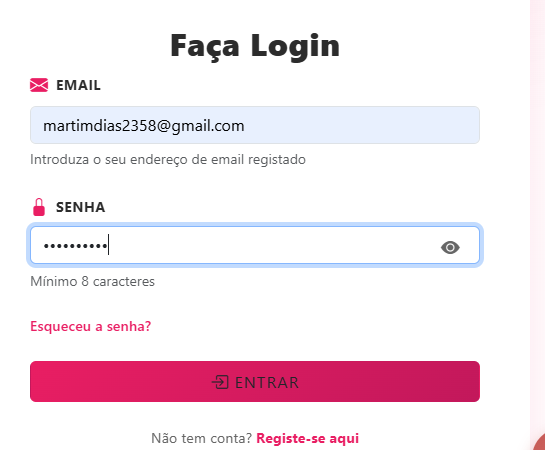 Faça Login
EMAIL
martimdias2358@gmail.com
Introduza o seu endereço de email registado
SENHA
••••••••••
Mínimo 8 caracteres
Esqueceu a senha?
ENTRAR
Não tem conta? Registe-se aqui